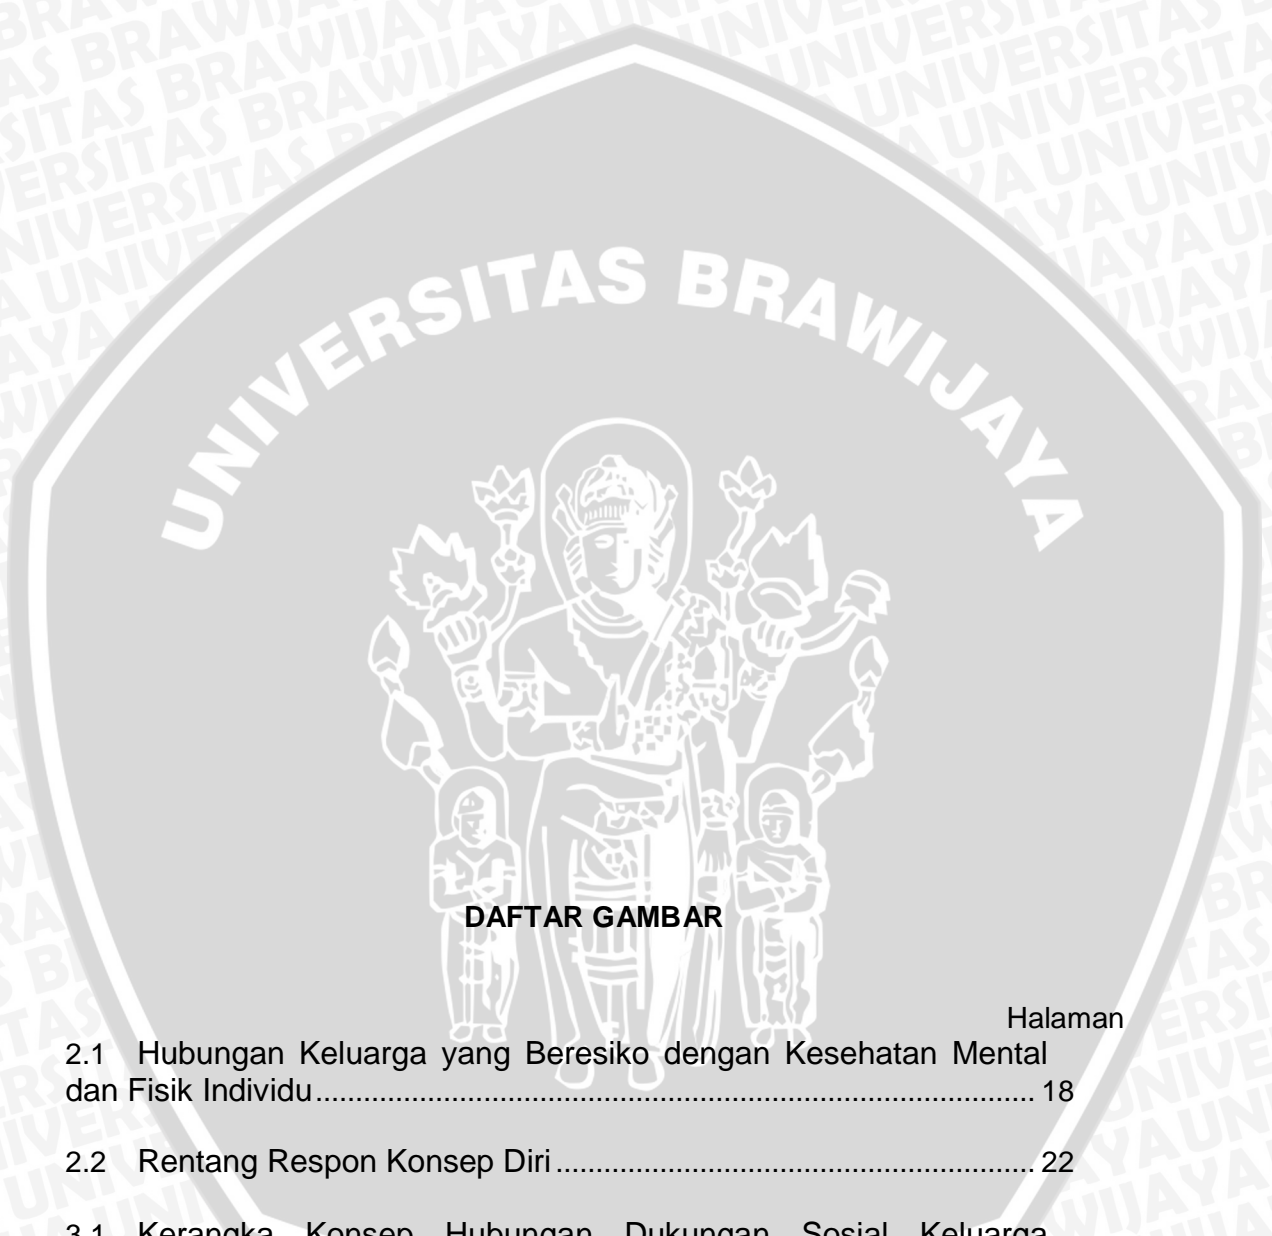 UNIVERSITAS BRAWIJAYA
DAFTAR GAMBAR
Halaman
2.1 Hubungan Keluarga yang Beresiko dengan Kesehatan Mental
dan Fisik Individu........................................................................................... 18
2.2 Rentang Respon Konsep Diri............................................................ 22
3.1 Kerangka Konsep Hubungan Dukungan Sosial Keluarga